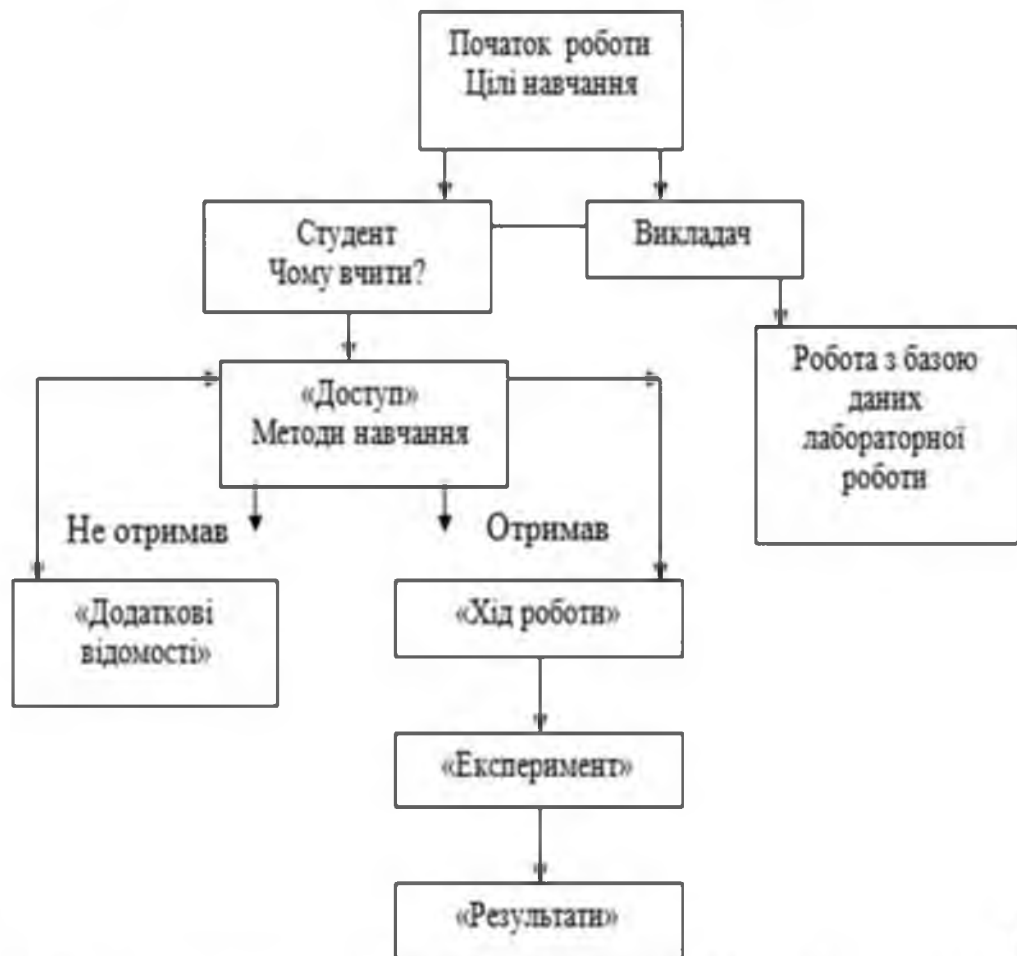 Початок роботи
Цілі навчання
Студент
Чому вчити?
Викладач
Робота з базою
даних
лабораторної
роботи
«Доступ»
Методи навчання
Не отримав
Отримав
«Додаткові
відомості»
«Хід роботи»
«Експеримент»
«Результати»